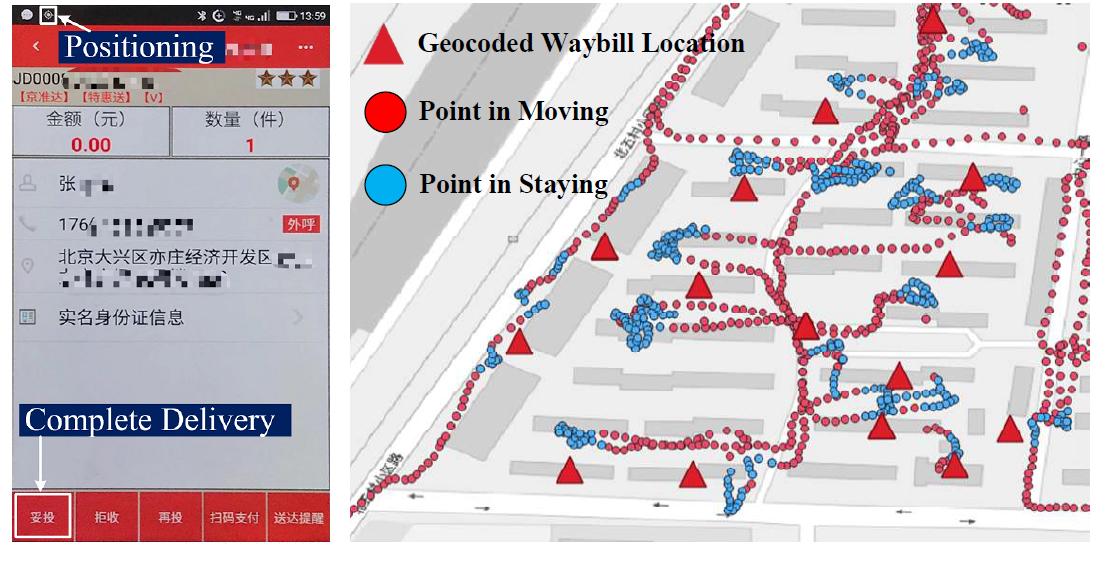 13:59
Positioning
JD000
【京准达】【特惠送】【V】
金额（元）
数量（件）
0.00
1
张
176
外呼
北京大兴区亦庄经济开发区
实名身份证信息
Complete Delivery
妥投
拒收
再投
扫码支付
送达提醒
Geocoded Waybill Location
Point in Moving
Point in Staying